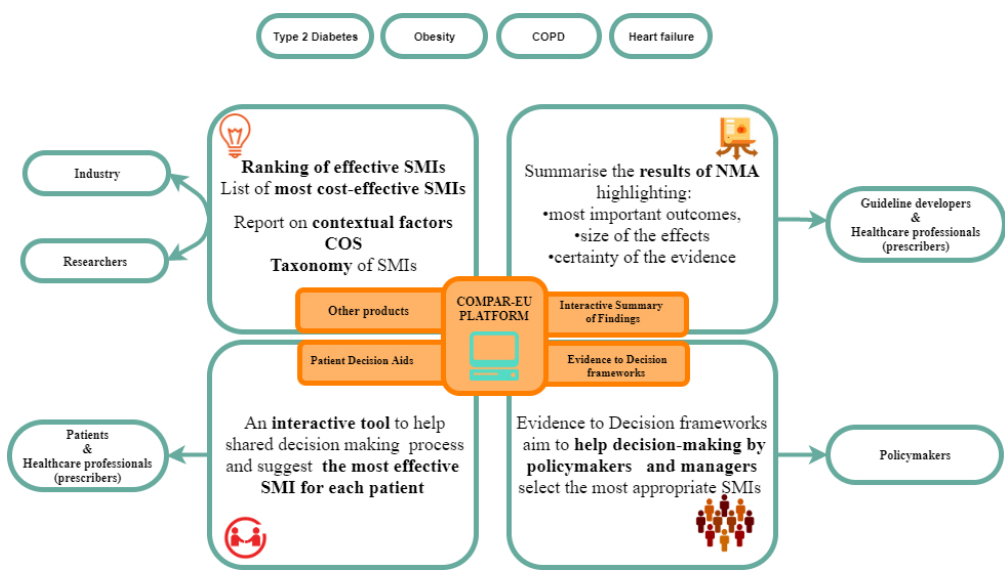 Type 2 Diabetes
Obesity
COPD
Heart failure
Industry
Researchers
Ranking of effective SMIs
List of most cost-effective SMIs
Report on contextual factors
COS
Taxonomy of SMIs
Summarise the results of NMA
highlighting:
•most important outcomes,
•size of the effects
•certainty of the evidence
Guideline developers
&
Healthcare professionals
(prescribers)
Other products
COMPAR-EU
PLATFORM
Interactive Summary
of Findings
Patient Decision Aids
Evidence to Decision
frameworks
Patients
&
Healthcare professionals
(prescribers)
An interactive tool to help
shared decision making process
and suggest the most effective
SMI for each patient
Evidence to Decision frameworks
aim to help decision-making by
policymakers and managers
select the most appropriate SMIs
Policymakers